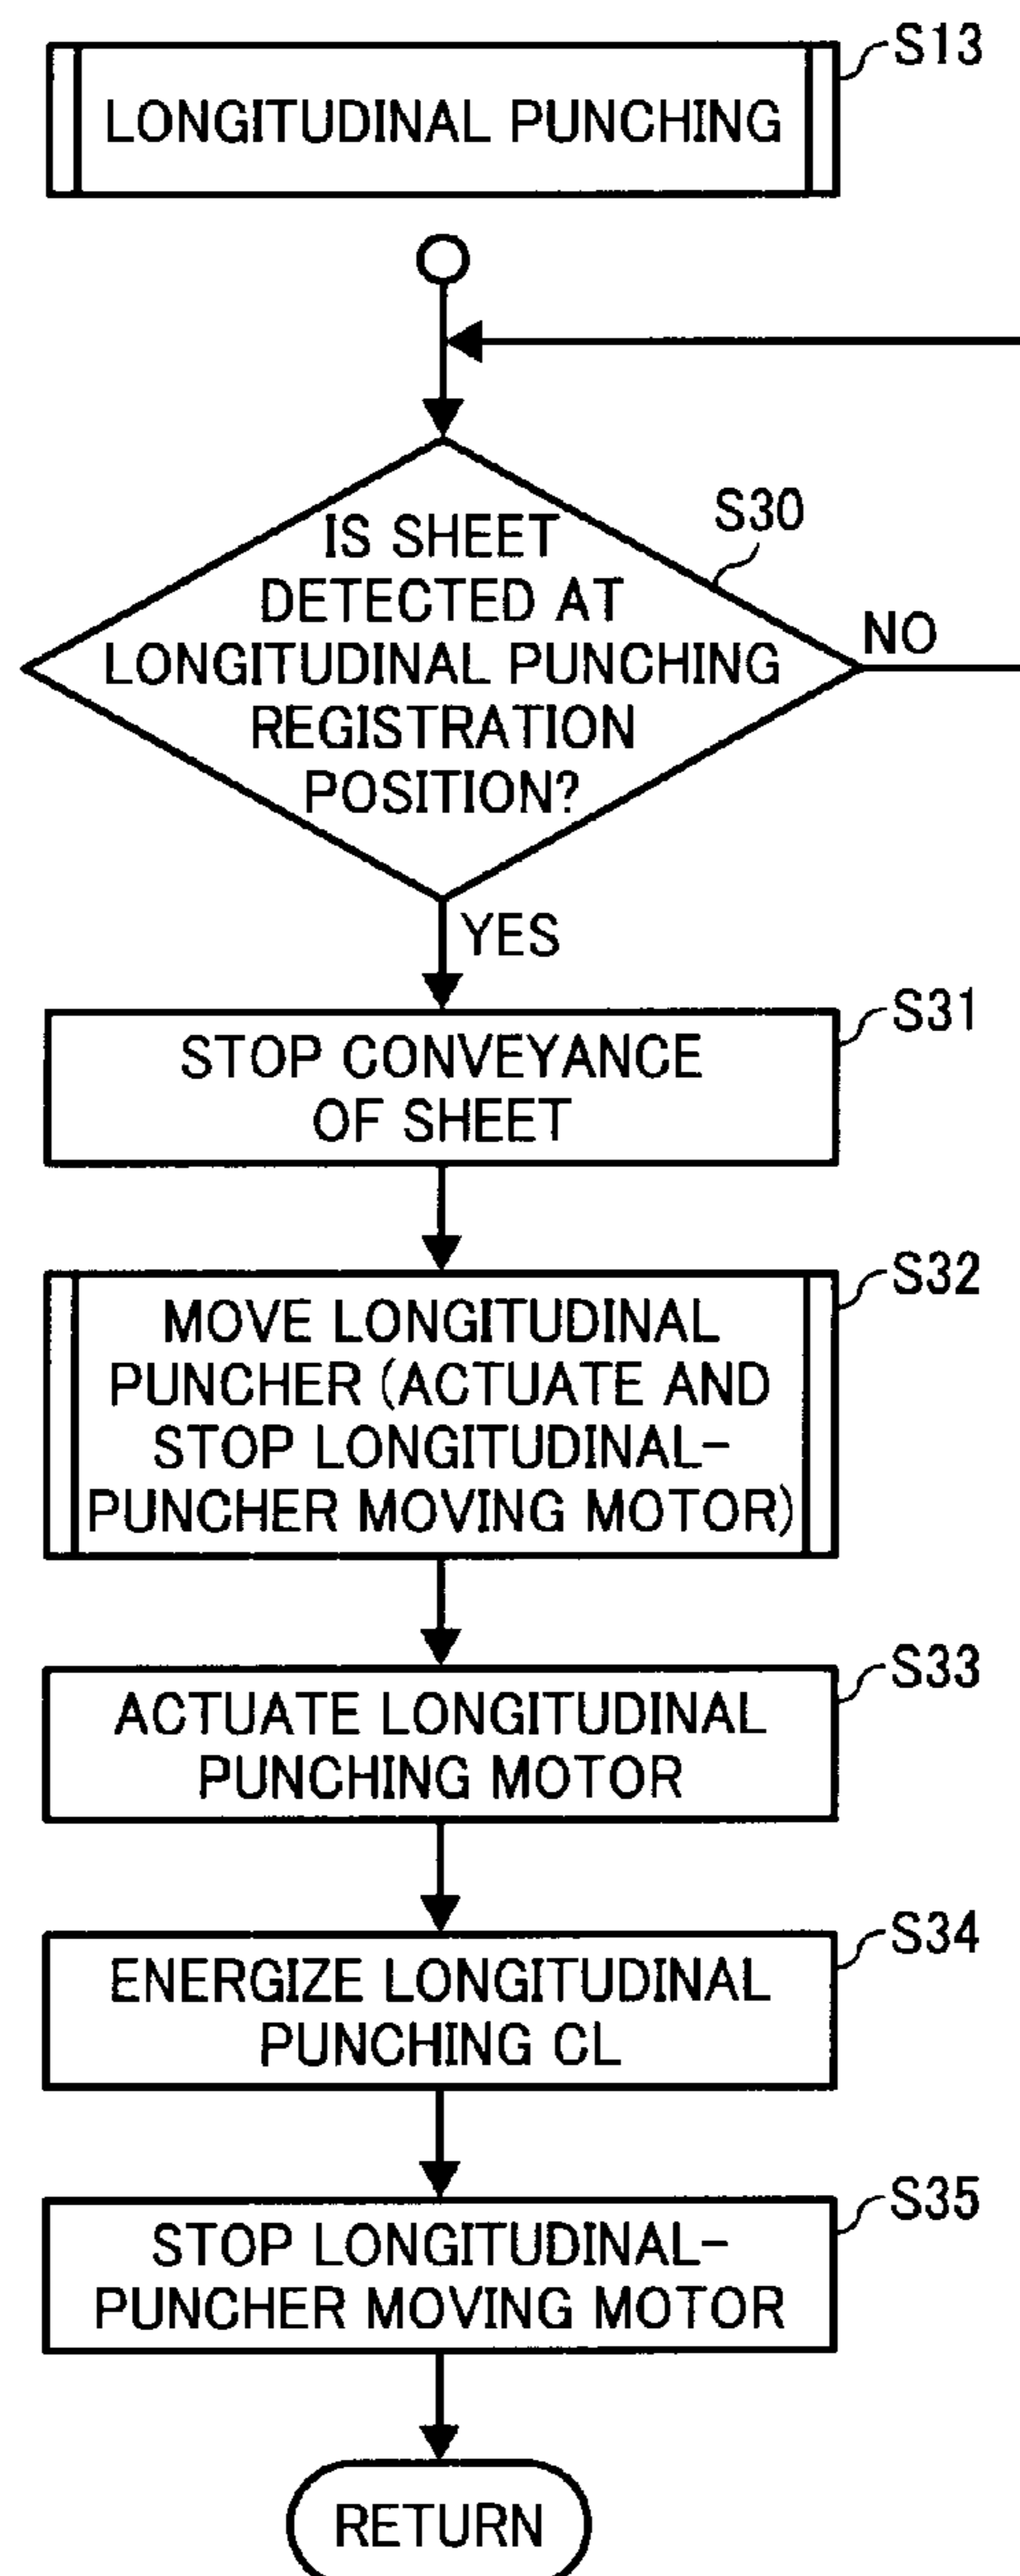 S13
LONGITUDINAL PUNCHING
S30
IS SHEET
DETECTED AT
LONGITUDINAL PUNCHING
REGISTRATION
POSITION?
NO
YES
S31
STOP CONVEYANCE
OF SHEET
S32
MOVE LONGITUDINAL
PUNCHER (ACTUATE AND
STOP LONGITUDINAL-
PUNCHER MOVING MOTOR)
S33
ACTUATE LONGITUDINAL
PUNCHING MOTOR
S34
ENERGIZE LONGITUDINAL
PUNCHING CL
S35
STOP LONGITUDINAL-
PUNCHER MOVING MOTOR
RETURN